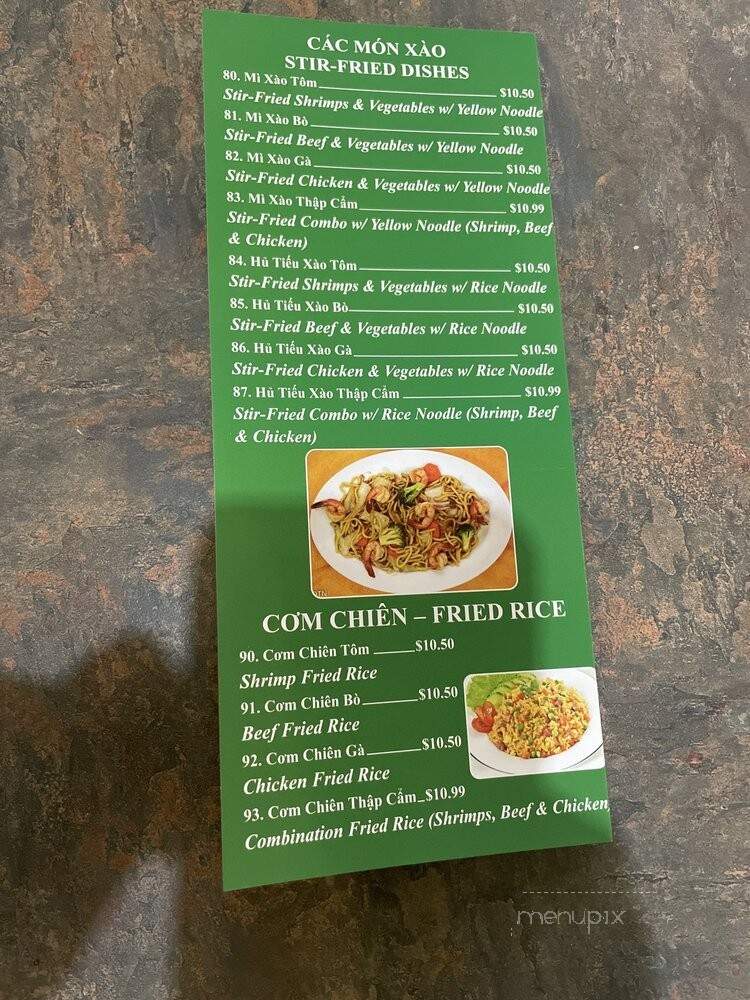 CÁC MÓN XÀO
STIR-FRIED DISHES
80. Mì Xào Tôm $10.50
Stir-Fried Shrimps & Vegetables w/ Yellow Noodle
81. Mì Xào Bò $10.50
Stir-Fried Beef & Vegetables w/ Yellow Noodle
82. Mì Xào Gà $10.50
Stir-Fried Chicken & Vegetables w/ Yellow Noodle
83. Mì Xào Thập Cẩm $10.99
Stir-Fried Combo w/ Yellow Noodle (Shrimp, Beef
& Chicken)
84. Hủ Tiếu Xào Tôm $10.50
Stir-Fried Shrimps & Vegetables w/ Rice Noodle
85. Hủ Tiếu Xào Bò $10.50
Stir-Fried Beef & Vegetables w/ Rice Noodle
86. Hủ Tiếu Xào Gà $10.50
Stir-Fried Chicken & Vegetables w/ Rice Noodle
87. Hủ Tiếu Xào Thập Cẩm $10.99
Stir-Fried Combo w/ Rice Noodle (Shrimp, Beef
& Chicken)
CƠM CHIÊN – FRIED RICE
90. Cơm Chiên Tôm $10.50
Shrimp Fried Rice
91. Cơm Chiên Bò $10.50
Beef Fried Rice
92. Cơm Chiên Gà $10.50
Chicken Fried Rice
93. Cơm Chiên Thập Cẩm $10.99
Combination Fried Rice (Shrimps, Beef & Chicken)
menupix